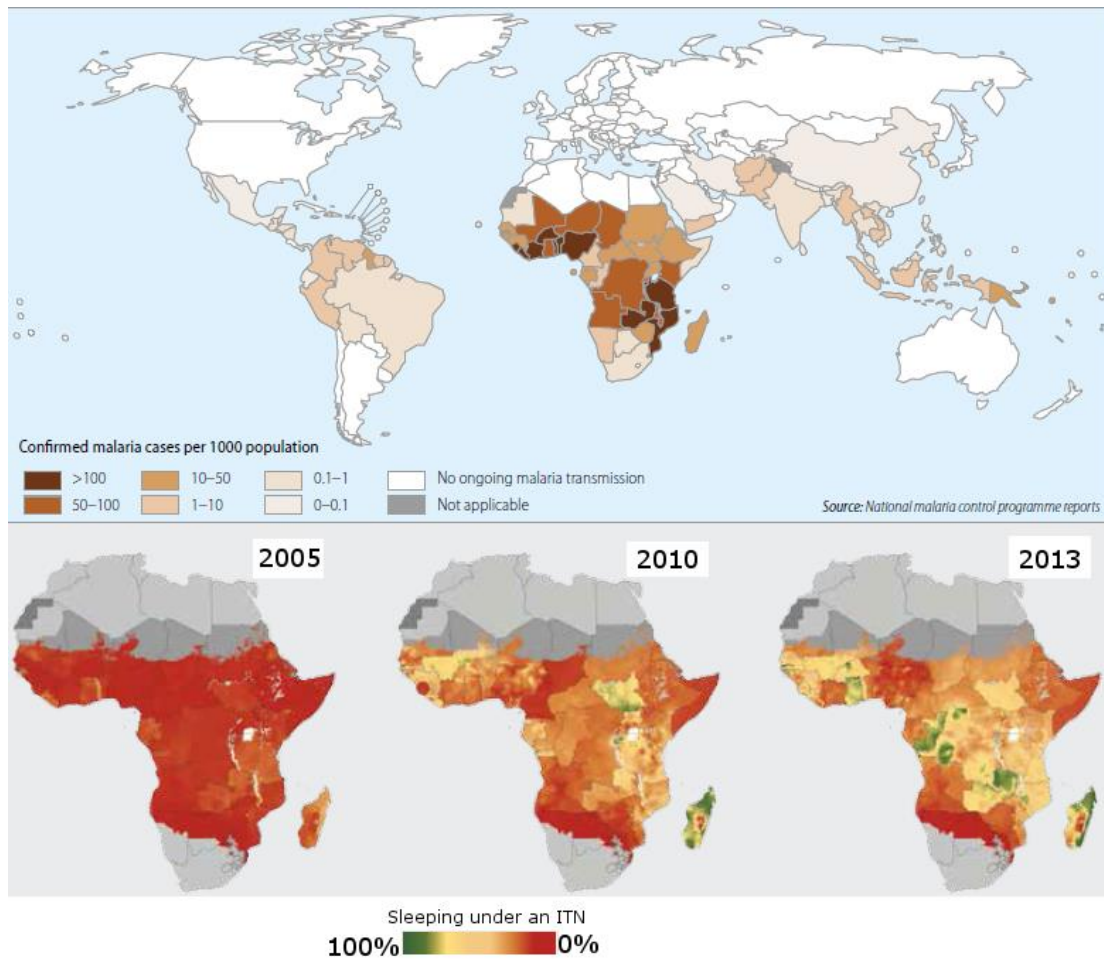 Confirmed malaria cases per 1000 population
>100
10–50
0.1–1
No ongoing malaria transmission
50–100
1–10
0–0.1
Not applicable
Source: National malaria control programme reports
2005
2010
2013
Sleeping under an ITN
100%
0%